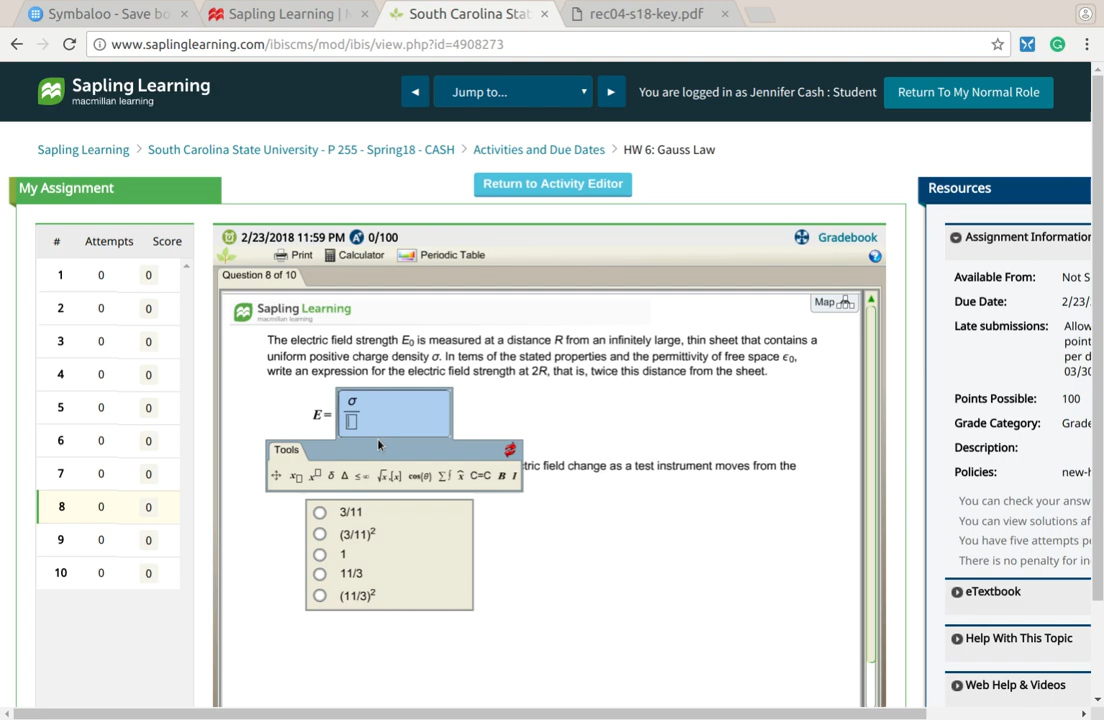 Symbaloo - Save bo
Sapling Learning |
South Carolina Stat
rec04-s18-key.pdf
www.saplinglearning.com/ibiscms/mod/ibis/view.php?id=4908273
Sapling Learning
macmillan learning
Jump to...
You are logged in as Jennifer Cash : Student
Return To My Normal Role
Sapling Learning > South Carolina State University - P 255 - Spring18 - CASH > Activities and Due Dates > HW 6: Gauss Law
My Assignment
Return to Activity Editor
Resources
# Attempts Score
1 0 0
2 0 0
3 0 0
4 0 0
5 0 0
6 0 0
7 0 0
8 0 0
9 0 0
10 0 0
2/23/2018 11:59 PM 0/100
Gradebook
Print Calculator Periodic Table
Question 8 of 10
Sapling Learning
macmillan learning
Map
The electric field strength E₀ is measured at a distance R from an infinitely large, thin sheet that contains a
uniform positive charge density σ. In tems of the stated properties and the permittivity of free space ϵ₀,
write an expression for the electric field strength at 2R, that is, twice this distance from the sheet.
E = σ
Tools
tric field change as a test instrument moves from the
cos(θ) C=C B I
3/11
(3/11)²
1
11/3
(11/3)²
Assignment Information
Available From: Not S
Due Date: 2/23/
Late submissions: Allow
point
per d
03/30
Points Possible: 100
Grade Category: Grade
Description:
Policies: new-h
You can check your answ
You can view solutions af
You have five attempts p
There is no penalty for in
eTextbook
Help With This Topic
Web Help & Videos